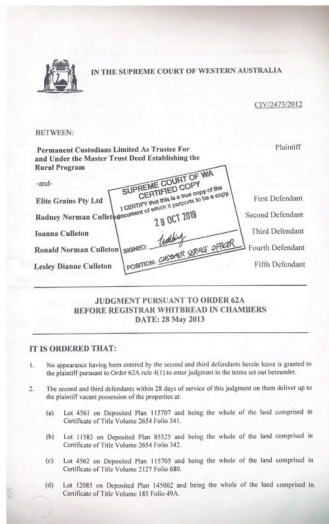 IN THE SUPREME COURT OF WESTERN AUSTRALIA
CIV/2473/2012
BETWEEN:
Permanent Custodians Limited As Trustee For Plaintiff
and Under the Master Trust Deed Establishing the
Rural Program
-and-
SUPREME COURT OF WA
CERTIFIED COPY
I CERTIFY that this is a true copy of the
document of which it purports to be a copy.
28 OCT 2019
SIGNED:
POSITION: CUSTOMER SERVICE OFFICER
Elite Grains Pty Ltd First Defendant
Rodney Norman Culleton Second Defendant
Ioanna Culleton Third Defendant
Ronald Norman Culleton Fourth Defendant
Lesley Dianne Culleton Fifth Defendant
JUDGMENT PURSUANT TO ORDER 62A
BEFORE REGISTRAR WHITBREAD IN CHAMBERS
DATE: 28 May 2013
IT IS ORDERED THAT:
1. No appearance having been entered by the second and third defendants herein leave is granted to
the plaintiff pursuant to Order 62A rule 4(1) to enter judgment in the terms set out hereunder.
2. The second and third defendants within 28 days of service of this judgment on them deliver up to
the plaintiff vacant possession of the properties at:
(a) Lot 4561 on Deposited Plan 115707 and being the whole of the land comprised in
Certificate of Title Volume 2654 Folio 341.
(b) Lot 11583 on Deposited Plan 85525 and being the whole of the land comprised in
Certificate of Title Volume 2654 Folio 342.
(c) Lot 4562 on Deposited Plan 115705 and being the whole of the land comprised in
Certificate of Title Volume 2127 Folio 680.
(d) Lot 12085 on Deposited Plan 145002 and being the whole of the land comprised in
Certificate of Title Volume 183 Folio 49A.